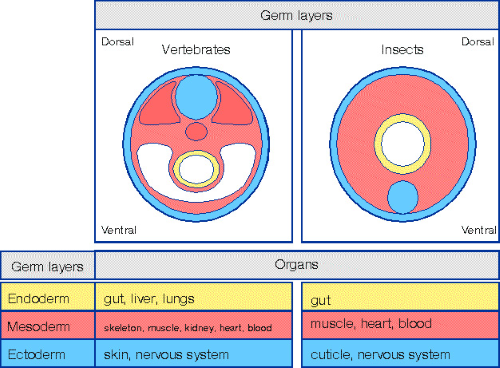 Germ layers
Dorsal
Vertebrates
Ventral
Insects
Dorsal
Ventral
Germ layers
Organs
Endoderm
gut, liver, lungs
gut
Mesoderm
skeleton, muscle, kidney, heart, blood
muscle, heart, blood
Ectoderm
skin, nervous system
cuticle, nervous system